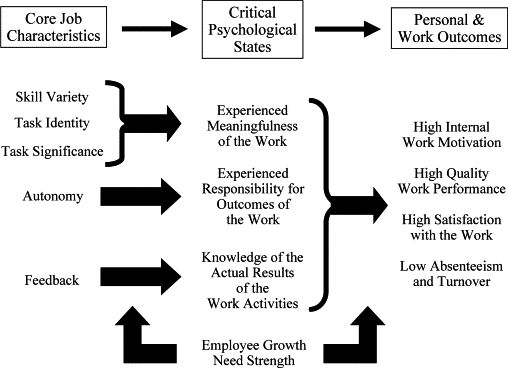 Core Job
Characteristics
Critical
Psychological
States
Personal &
Work Outcomes
Skill Variety
Task Identity
Task Significance
Experienced
Meaningfulness
of the Work
Autonomy
Experienced
Responsibility for
Outcomes of
the Work
Feedback
Knowledge of the
Actual Results
of the
Work Activities
High Internal
Work Motivation
High Quality
Work Performance
High Satisfaction
with the Work
Low Absenteeism
and Turnover
Employee Growth
Need Strength